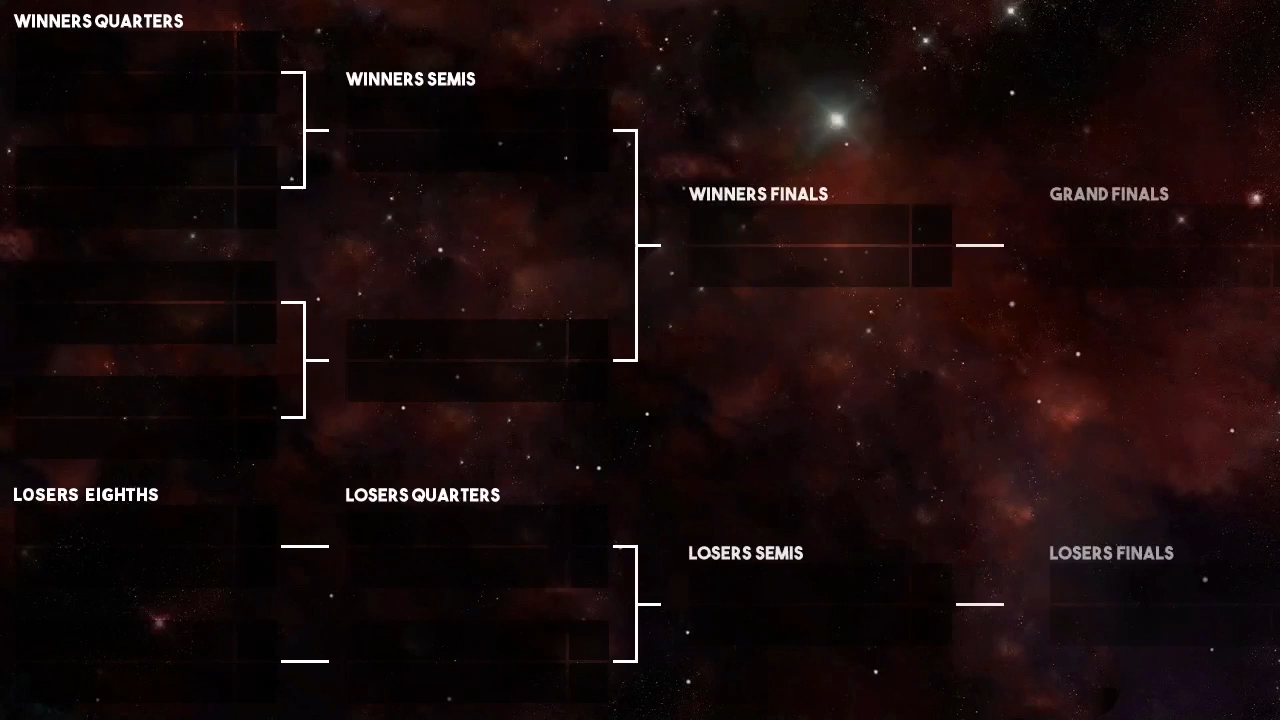 WINNERS QUARTERS
WINNERS SEMIS
WINNERS FINALS
GRAND FINALS
LOSERS EIGHTHS
LOSERS QUARTERS
LOSERS SEMIS
LOSERS FINALS